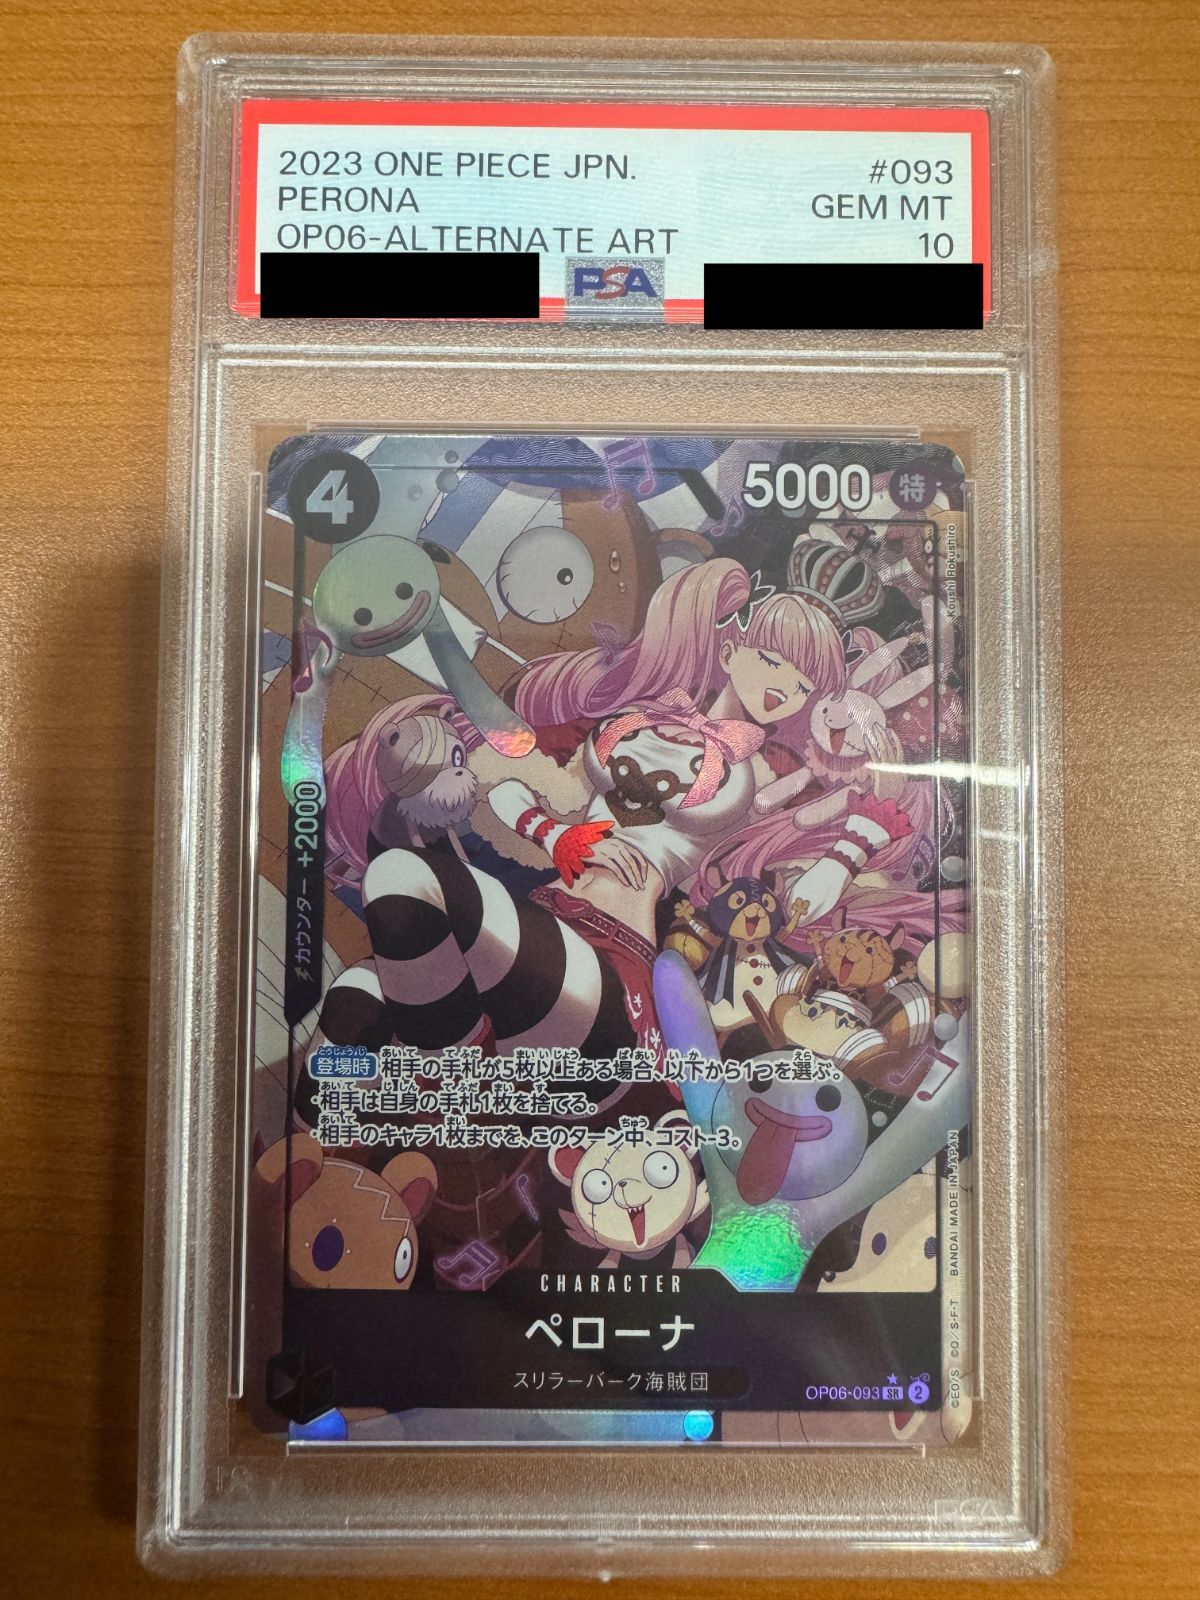 2023 ONE PIECE JPN. #093
PERONA GEM MT
OP06-ALTERNATE ART 10
PSA
4
5000 特
Koushi Rokushiro
カウンター +2000
登場時 相手の手札が5枚以上ある場合、以下から1つを選ぶ。
・相手は自身の手札1枚を捨てる。
・相手のキャラ1枚までを、このターン中、コスト-3。
CHARACTER
ペローナ
スリラーバーク海賊団
OP06-093 SR 2
©EO/S ©O/S･F･T BANDAI MADE IN JAPAN
PSA